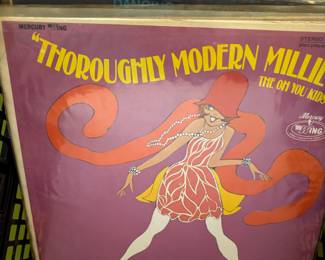 MERCURY WING
STEREO
"THOROUGHLY MODERN MILLIE
THE OH YOU KIDS
Mercury
WING